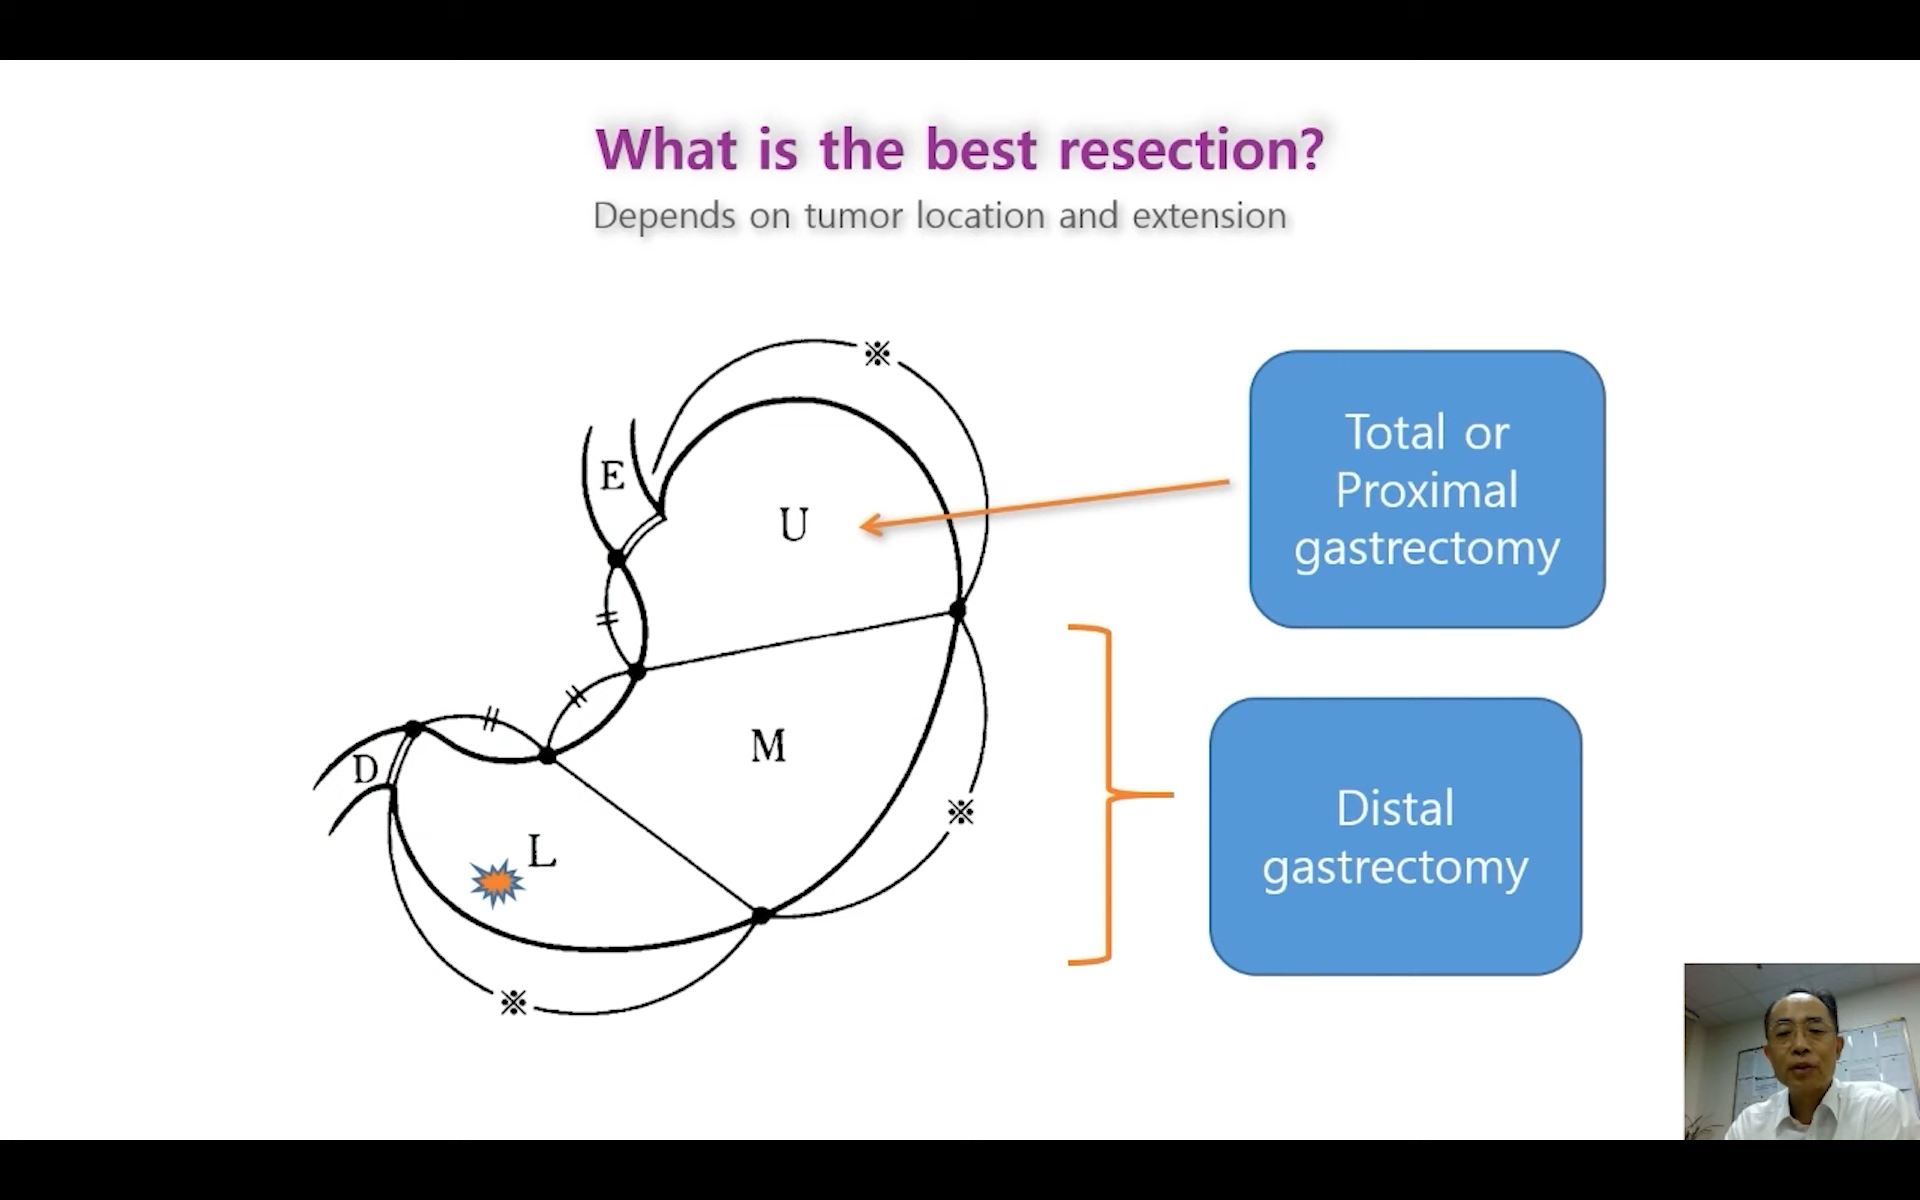 What is the best resection?
Depends on tumor location and extension
※
E
U
Total or
Proximal
gastrectomy
M
D
※
L
Distal
gastrectomy
※